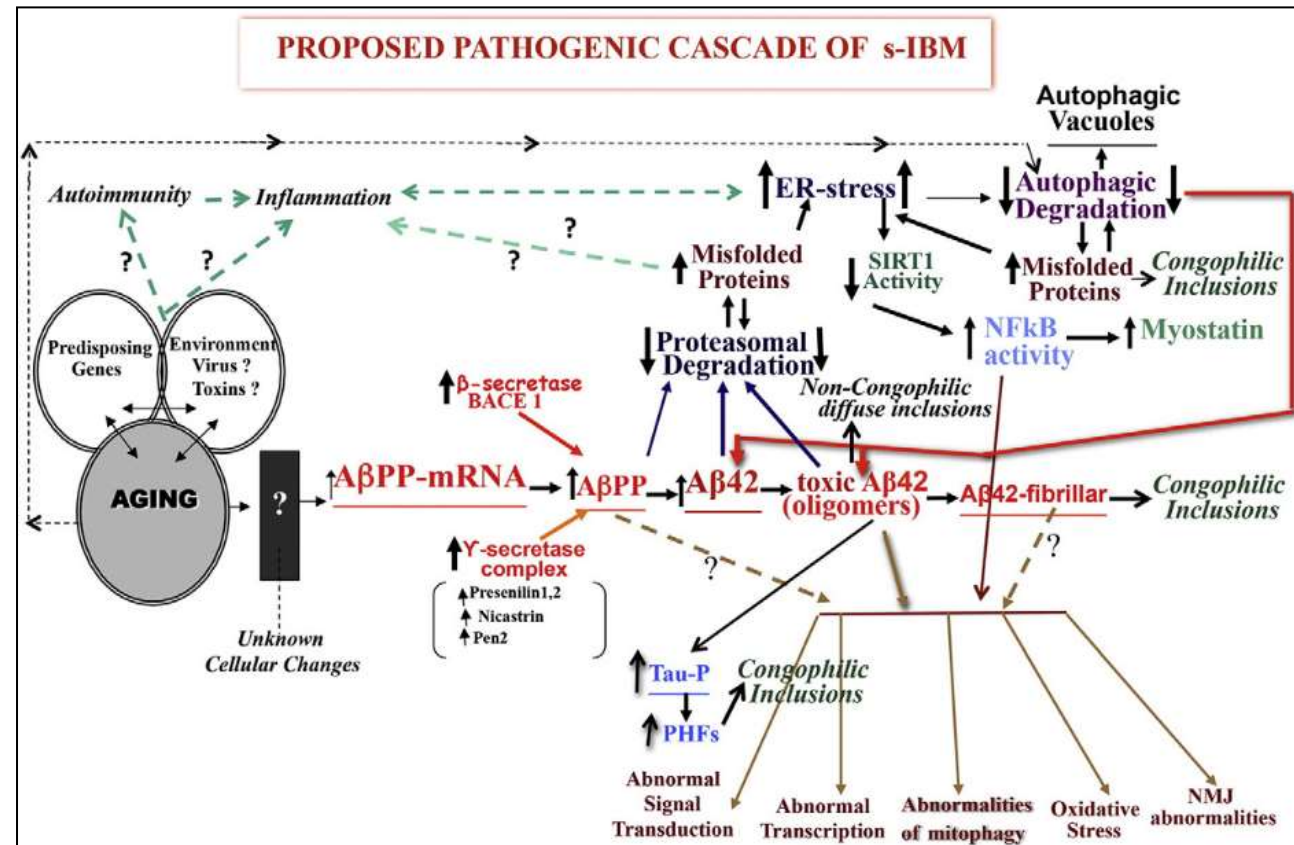 PROPOSED PATHOGENIC CASCADE OF s-IBM
Autophagic
Vacuoles
Autoimmunity
Inflammation
ER-stress
Autophagic
Degradation
?
?
?
?
Misfolded
Proteins
SIRT1
Activity
Misfolded
Proteins
Congophilic
Inclusions
Predisposing
Genes
Environment
Virus ?
Toxins ?
Proteasomal
Degradation
NFkB
activity
Myostatin
β-secretase
BACE 1
Non-Congophilic
diffuse inclusions
AGING
?
AβPP-mRNA
AβPP
Aβ42
toxic Aβ42
(oligomers)
Aβ42-fibrillar
Congophilic
Inclusions
ϒ-secretase
complex
Presenilin1,2
Nicastrin
Pen2
?
?
Unknown
Cellular Changes
Tau-P
PHFs
Congophilic
Inclusions
Abnormal
Signal
Transduction
Abnormal
Transcription
Abnormalities
of mitophagy
Oxidative
Stress
NMJ
abnormalities